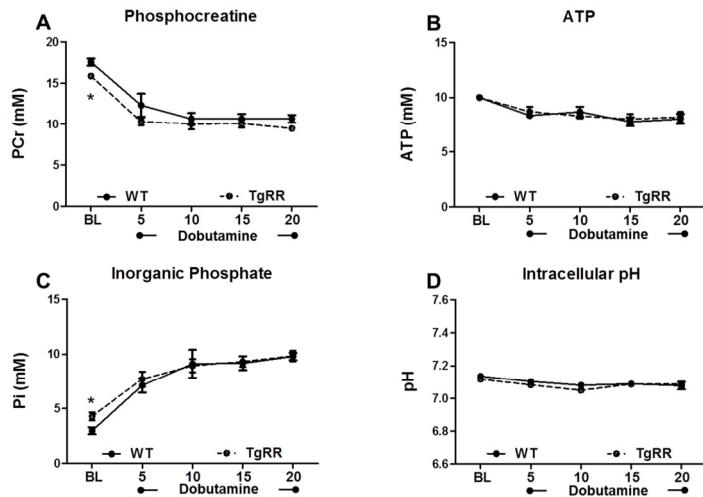 A
Phosphocreatine
20
15
10
5
0
PCr (mM)
*
WT
TgRR
BL 5 10 15 20
Dobutamine
B
ATP
15
10
5
0
ATP (mM)
WT
TgRR
BL 5 10 15 20
Dobutamine
C
Inorganic Phosphate
15
10
5
0
Pi (mM)
*
WT
TgRR
BL 5 10 15 20
Dobutamine
D
Intracellular pH
7.6
7.4
7.2
7.0
6.8
6.6
pH
WT
TgRR
BL 5 10 15 20
Dobutamine